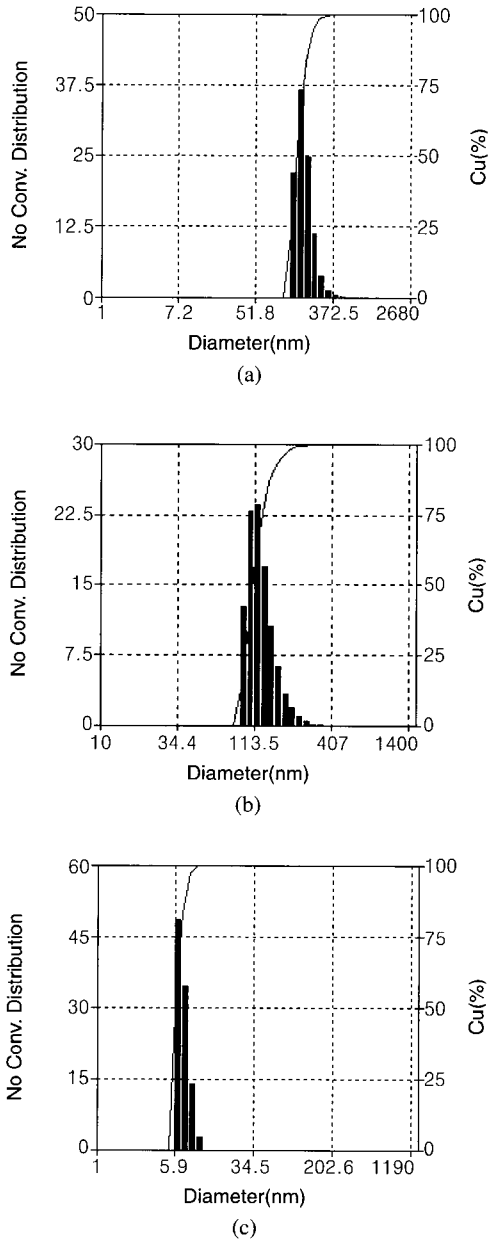 No Conv. Distribution
50
37.5
25
12.5
0
100
75
50
25
0
Cu(%)
1 7.2 51.8 372.5 2680
Diameter(nm)
(a)
No Conv. Distribution
30
22.5
15
7.5
0
100
75
50
25
0
Cu(%)
10 34.4 113.5 407 1400
Diameter(nm)
(b)
No Conv. Distribution
60
45
30
15
0
100
75
50
25
0
Cu(%)
1 5.9 34.5 202.6 1190
Diameter(nm)
(c)